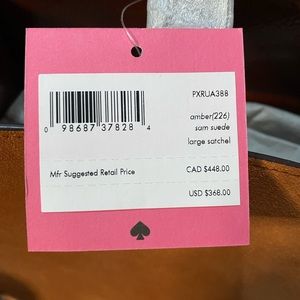 PXRUA388
0 98687 37828 4
amber(226)
sam suede
large satchel
Mfr Suggested Retail Price CAD $448.00
USD $368.00